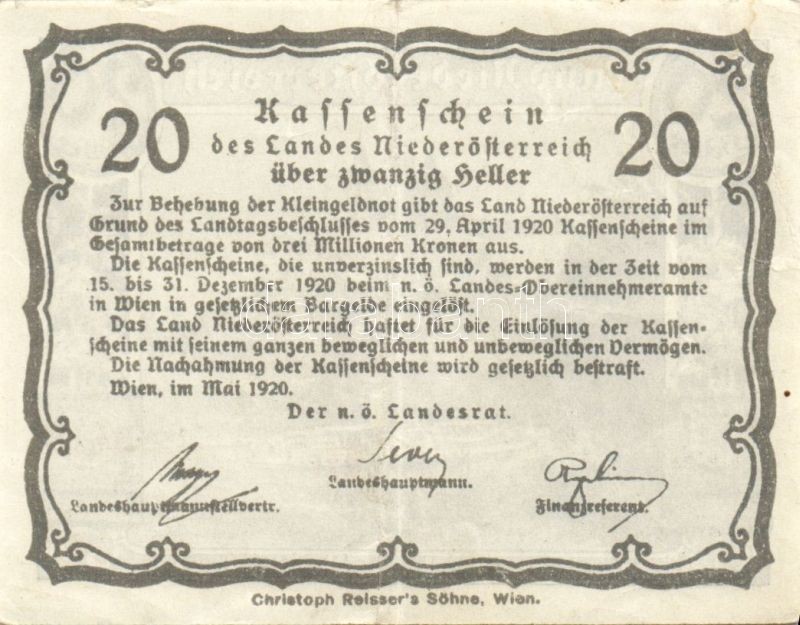 Kassenschein
20 des Landes Niederösterreich 20
über zwanzig Heller
Zur Behebung der Kleingeldnot gibt das Land Niederösterreich auf
Grund des Landtagsbeschlusses vom 29. April 1920 Kassenscheine im
Gesamtbetrage von drei Millionen Kronen aus.
Die Kassenscheine, die unverzinslich sind, werden in der Zeit vom
15. bis 31. Dezember 1920 beim n. ö. Landes-Obereinnehmeramte
in Wien in gesetzlichem Bargelde eingelöst.
Das Land Niederösterreich haftet für die Einlösung der Kassen-
scheine mit seinem ganzen beweglichen und unbeweglichen Vermögen.
Die Nachahmung der Kassenscheine wird gesetzlich bestraft.
Wien, im Mai 1920.
Der n. ö. Landesrat.
Sever
Landeshauptmann.
Landeshauptmannstellvertr. Finanzreferent.
Christoph Reisser's Söhne, Wien.